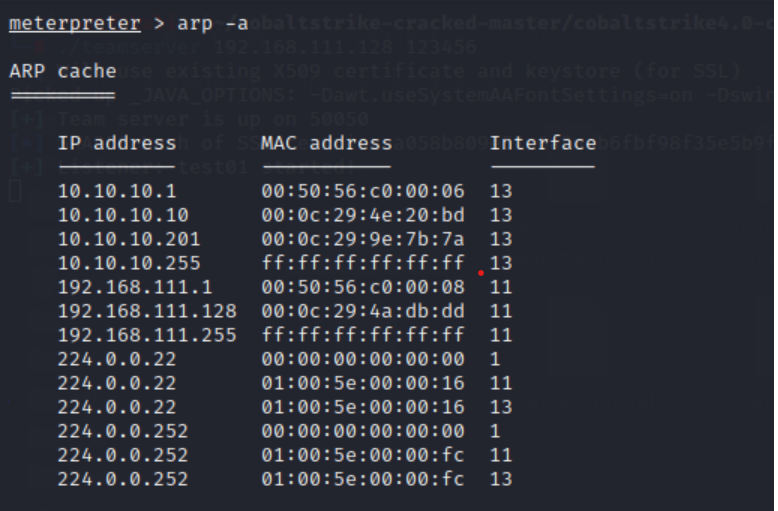 meterpreter > arp -a
ARP cache
IP address MAC address Interface
10.10.10.1 00:50:56:c0:00:06 13
10.10.10.10 00:0c:29:4e:20:bd 13
10.10.10.201 00:0c:29:9e:7b:7a 13
10.10.10.255 ff:ff:ff:ff:ff:ff 13
192.168.111.1 00:50:56:c0:00:08 11
192.168.111.128 00:0c:29:4a:db:dd 11
192.168.111.255 ff:ff:ff:ff:ff:ff 11
224.0.0.22 00:00:00:00:00:00 1
224.0.0.22 01:00:5e:00:00:16 11
224.0.0.22 01:00:5e:00:00:16 13
224.0.0.252 00:00:00:00:00:00 1
224.0.0.252 01:00:5e:00:00:fc 11
224.0.0.252 01:00:5e:00:00:fc 13